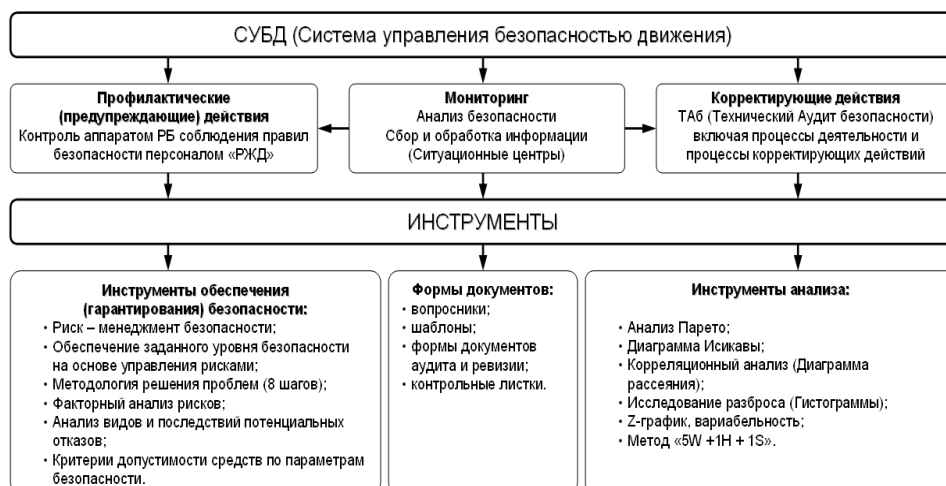 СУБД (Система управления безопасностью движения)
Профилактические
(предупреждающие) действия
Контроль аппаратом РБ соблюдения правил
безопасности персоналом «РЖД»
Мониторинг
Анализ безопасности
Сбор и обработка информации
(Ситуационные центры)
Корректирующие действия
ТАб (Технический Аудит безопасности)
включая процессы деятельности и
процессы корректирующих действий
ИНСТРУМЕНТЫ
Инструменты обеспечения
(гарантирования) безопасности:
• Риск – менеджмент безопасности;
• Обеспечение заданного уровня безопасности
на основе управления рисками;
• Методология решения проблем (8 шагов);
• Факторный анализ рисков;
• Анализ видов и последствий потенциальных
отказов;
• Критерии допустимости средств по параметрам
безопасности.
Формы документов:
• вопросники;
• шаблоны;
• формы документов
аудита и ревизии;
• контрольные листки.
Инструменты анализа:
• Анализ Парето;
• Диаграмма Исикавы;
• Корреляционный анализ (Диаграмма
рассеяния);
• Исследование разброса (Гистограммы);
• Z-график, вариабельность;
• Метод «5W +1H + 1S».